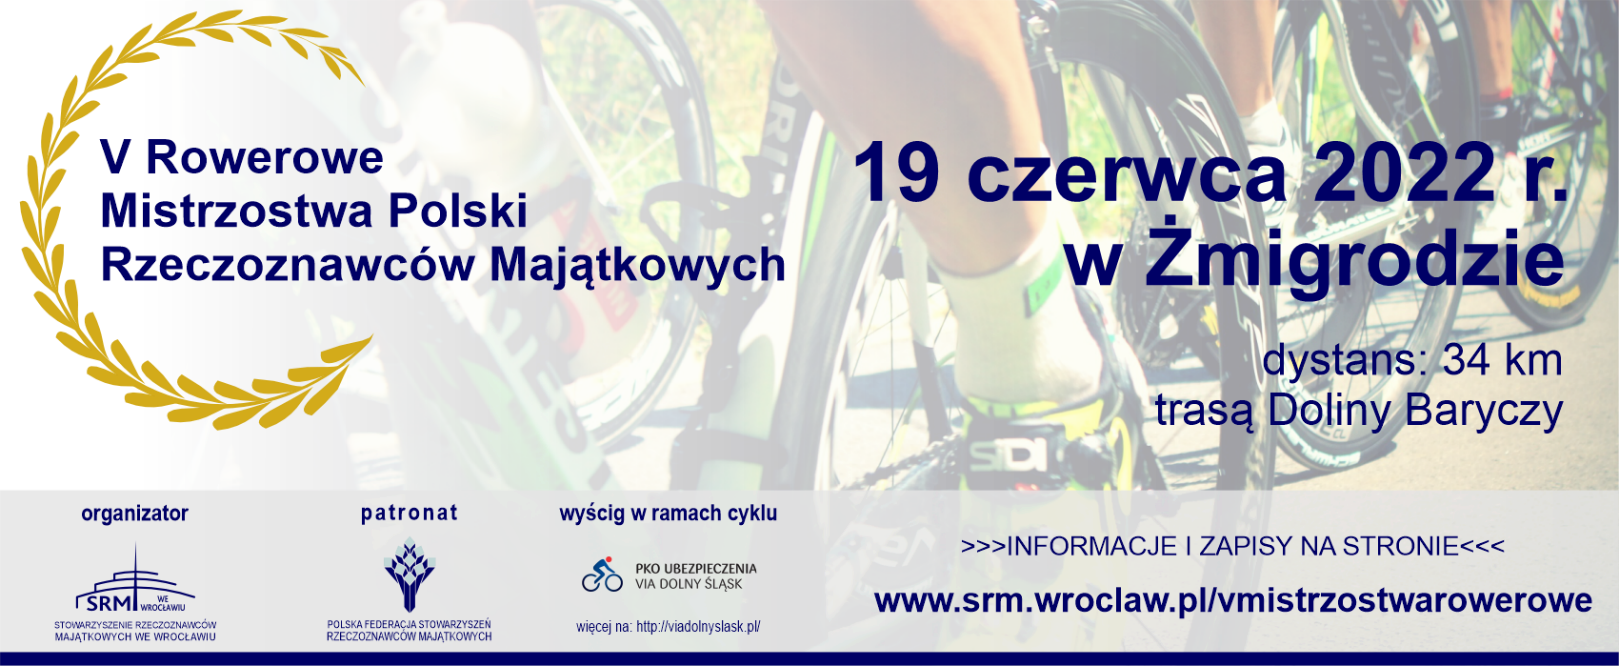 V Rowerowe
Mistrzostwa Polski
Rzeczoznawców Majątkowych
19 czerwca 2022 r.
w Żmigrodzie
dystans: 34 km
trasą Doliny Baryczy
SIDI
organizator
SRM WE
WROCŁAWIU
STOWARZYSZENIE RZECZOZNAWCÓW
MAJĄTKOWYCH WE WROCŁAWIU
patronat
POLSKA FEDERACJA STOWARZYSZEŃ
RZECZOZNAWCÓW MAJĄTKOWYCH
wyścig w ramach cyklu
PKO UBEZPIECZENIA
VIA DOLNY ŚLĄSK
więcej na: http://viadolnyslask.pl/
>>>INFORMACJE I ZAPISY NA STRONIE<<<
www.srm.wroclaw.pl/vmistrzostwarowerowe